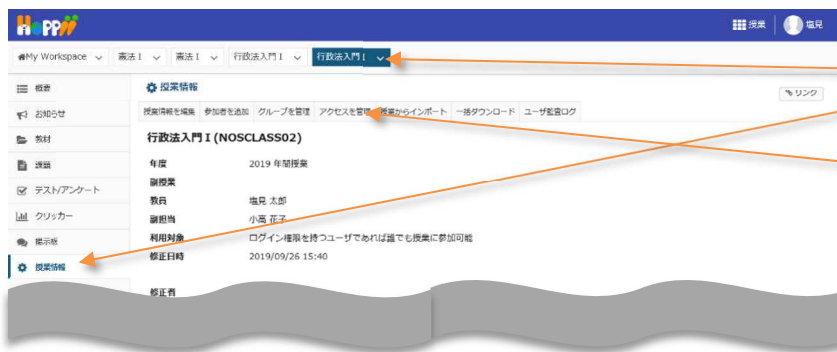 Hoppii
授業 塩見
My Workspace 憲法 I 憲法 I 行政法入門 I 行政法入門 I
概要
お知らせ
教材
課題
テスト/アンケート
クリッカー
掲示板
授業情報
授業情報
リンク
授業情報を編集 参加者を追加 グループを管理 アクセスを管理 授業からインポート 一括ダウンロード ユーザ監査ログ
行政法入門 I (NOSCLASS02)
年度 2019 年間授業
副授業
教員 塩見 太郎
副担当 小高 花子
利用対象 ログイン権限を持つユーザであれば誰でも授業に参加可能
修正日時 2019/09/26 15:40
修正者